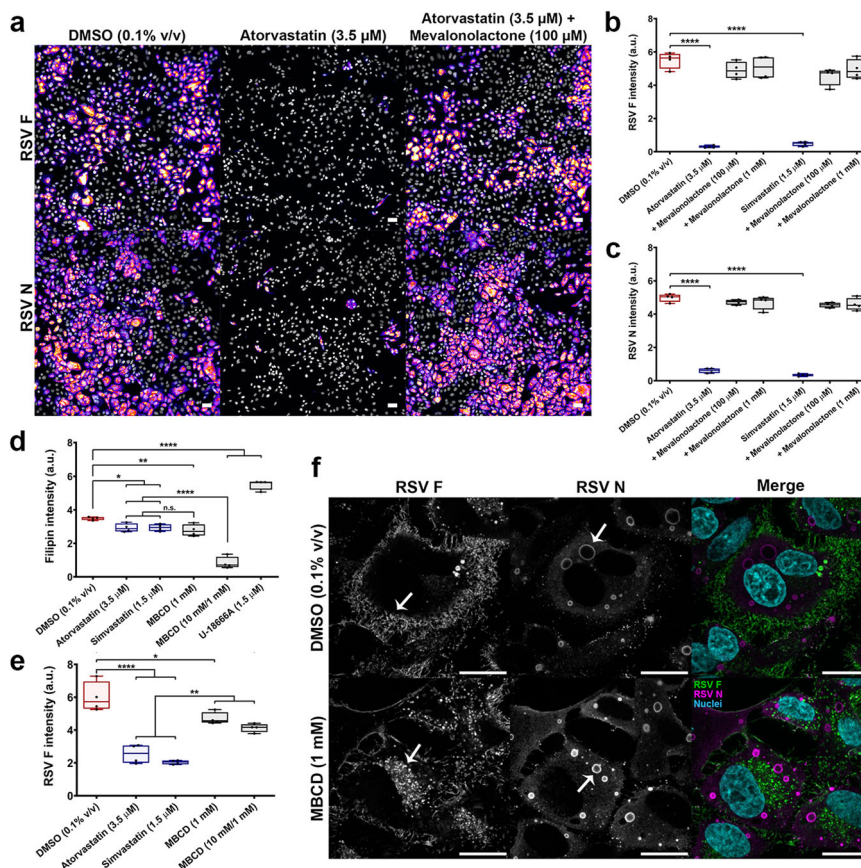 a
DMSO (0.1% v/v)
Atorvastatin (3.5 µM)
Atorvastatin (3.5 µM) +
Mevalonolactone (100 µM)
RSV F
RSV N
b
RSV F intensity (a.u.)
8
6
4
2
0
****
****
DMSO (0.1% v/v)
Atorvastatin (3.5 µM)
+ Mevalonolactone (100 µM)
+ Mevalonolactone (1 mM)
Simvastatin (1.5 µM)
+ Mevalonolactone (100 µM)
+ Mevalonolactone (1 mM)
c
RSV N intensity (a.u.)
8
6
4
2
0
****
****
DMSO (0.1% v/v)
Atorvastatin (3.5 µM)
+ Mevalonolactone (100 µM)
+ Mevalonolactone (1 mM)
Simvastatin (1.5 µM)
+ Mevalonolactone (100 µM)
+ Mevalonolactone (1 mM)
d
Filipin intensity (a.u.)
8
6
4
2
0
****
**
*
****
n.s.
DMSO (0.1% v/v)
Atorvastatin (3.5 µM)
Simvastatin (1.5 µM)
MBCD (1 mM)
MBCD (10 mM/1 mM)
U-18666A (1.5 µM)
e
RSV F intensity (a.u.)
8
6
4
2
0
*
****
**
DMSO (0.1% v/v)
Atorvastatin (3.5 µM)
Simvastatin (1.5 µM)
MBCD (1 mM)
MBCD (10 mM/1 mM)
f
RSV F
RSV N
Merge
DMSO (0.1% v/v)
MBCD (1 mM)
RSV F
RSV N
Nuclei